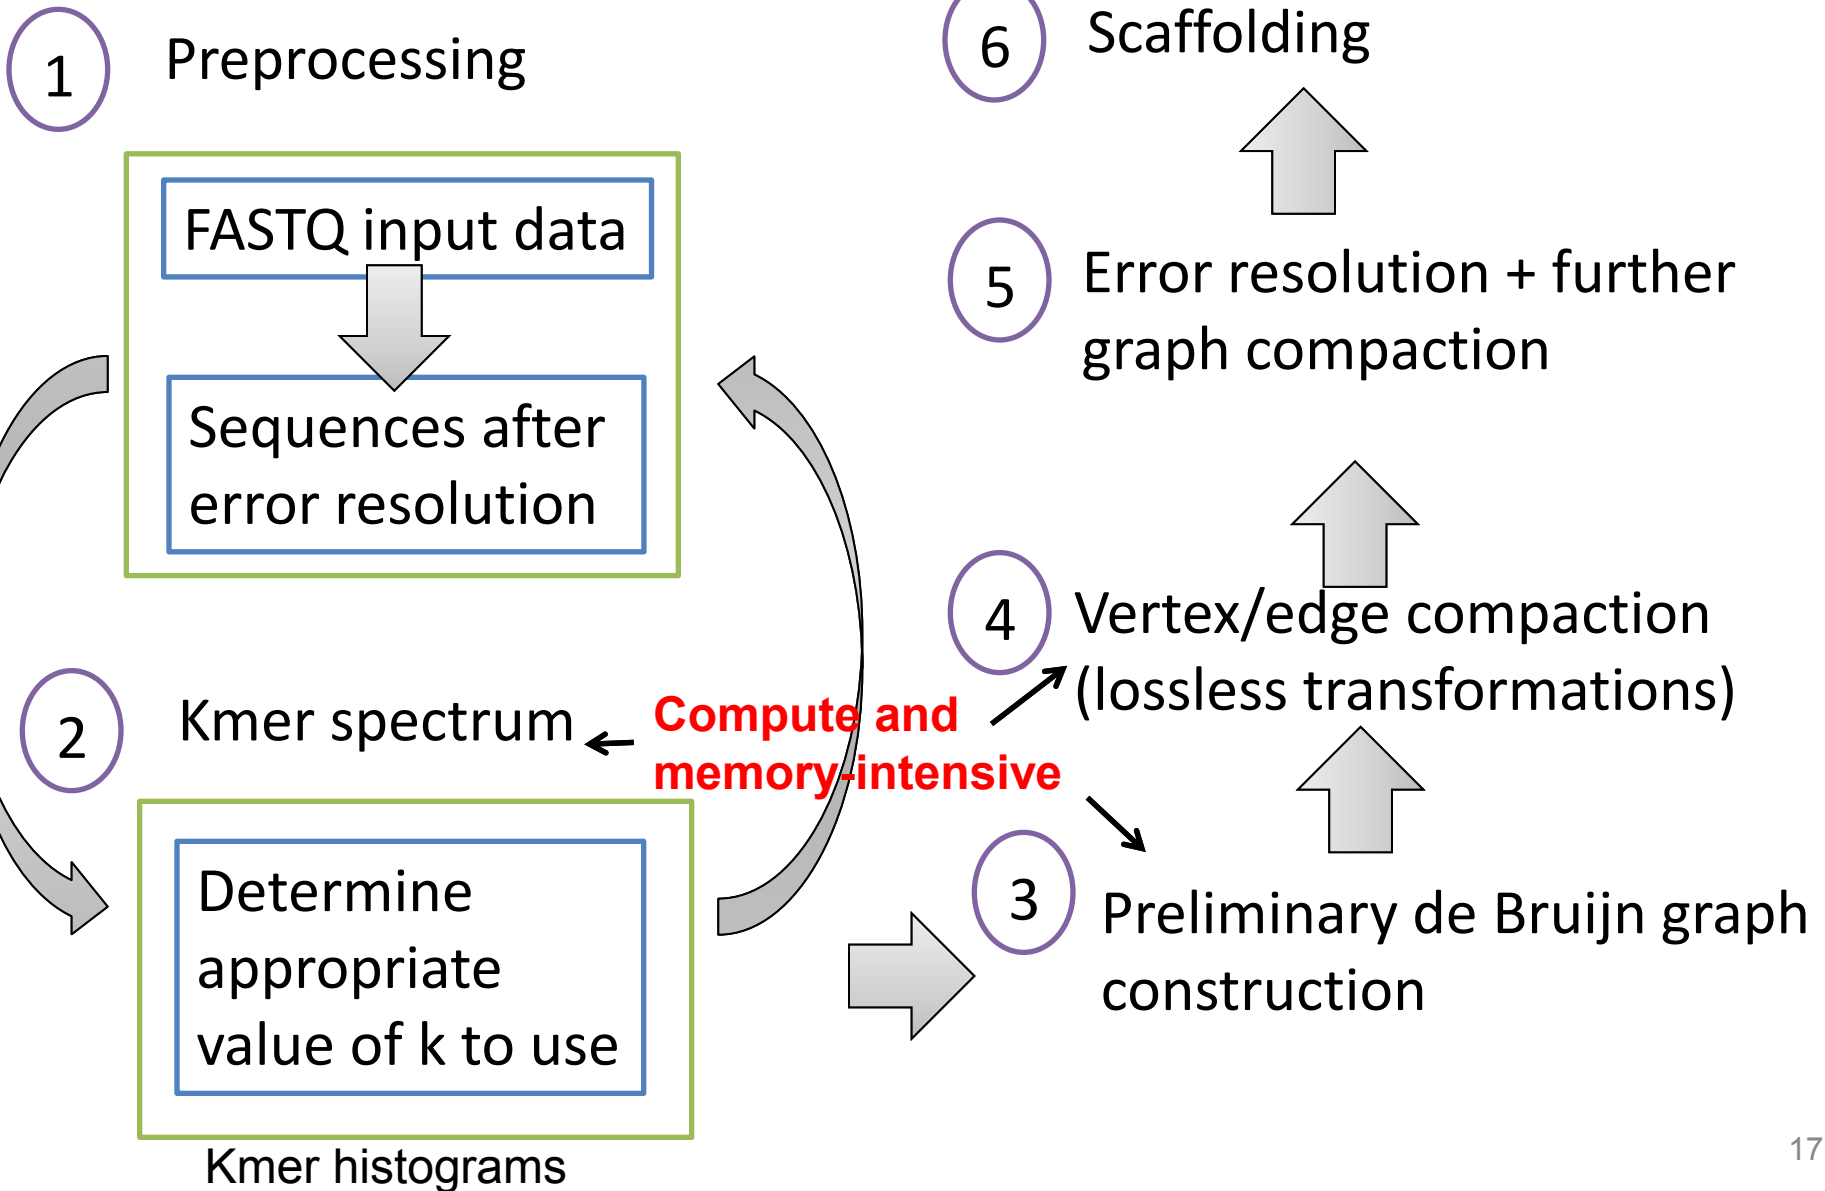 1
Preprocessing
FASTQ input data
Sequences after
error resolution
2
Kmer spectrum
Compute and
memory-intensive
Determine
appropriate
value of k to use
Kmer histograms
6
Scaffolding
5
Error resolution + further
graph compaction
4
Vertex/edge compaction
(lossless transformations)
3
Preliminary de Bruijn graph
construction
17